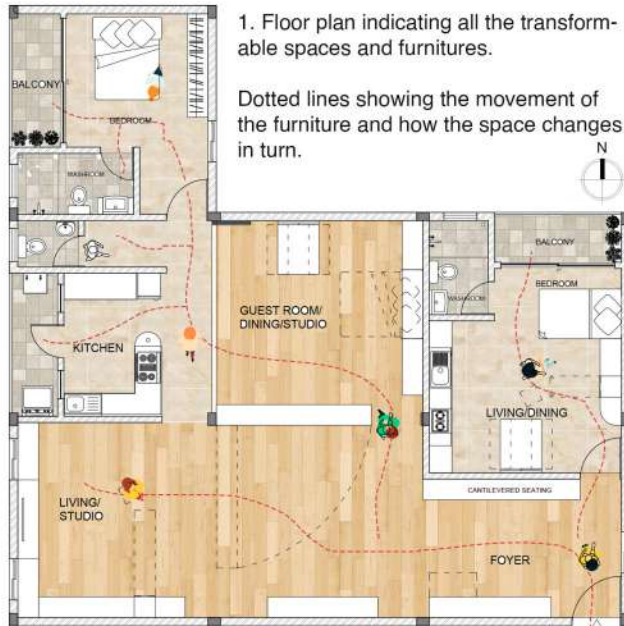 1. Floor plan indicating all the transform-
able spaces and furnitures.
Dotted lines showing the movement of
the furniture and how the space changes
in turn.
N
BALCONY
BEDROOM
WASHROOM
BALCONY
BEDROOM
WASHROOM
GUEST ROOM/
DINING/STUDIO
KITCHEN
LIVING/DINING
CANTILEVERED SEATING
LIVING/
STUDIO
FOYER